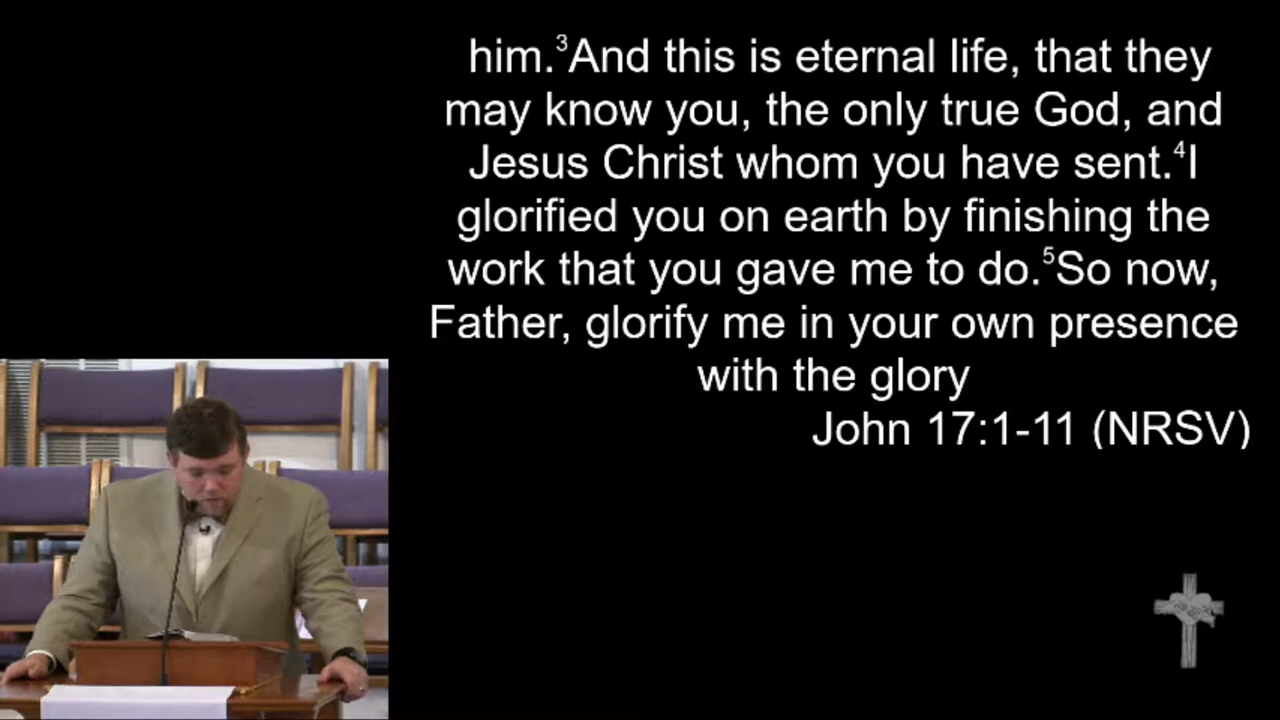 him.³And this is eternal life, that they
may know you, the only true God, and
Jesus Christ whom you have sent.⁴I
glorified you on earth by finishing the
work that you gave me to do.⁵So now,
Father, glorify me in your own presence
with the glory
John 17:1-11 (NRSV)